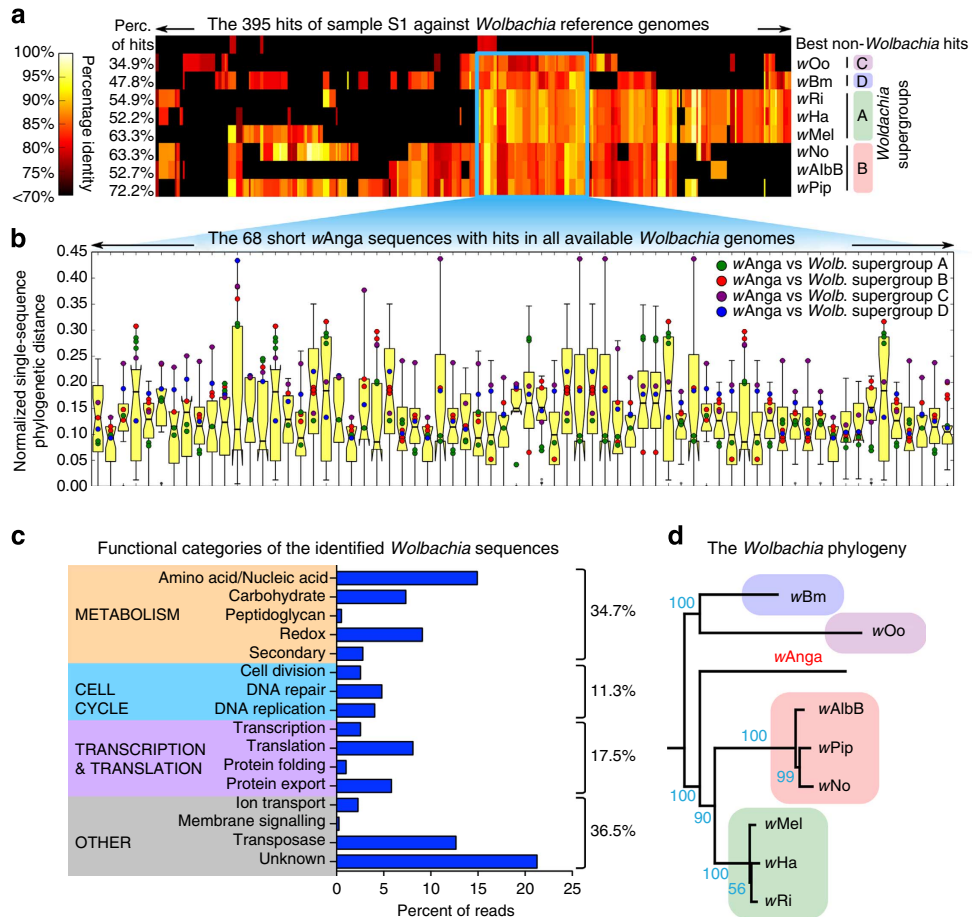 a
The 395 hits of sample S1 against Wolbachia reference genomes
Perc. of hits
Best non-Wolbachia hits
100%
95%
90%
85%
80%
75%
<70%
Percentage identity
34.9%
47.8%
54.9%
52.2%
63.3%
63.3%
52.7%
72.2%
wOo
wBm
wRi
wHa
wMel
wNo
wAlbB
wPip
C
D
A
B
Woldachia supergroups
b
The 68 short wAnga sequences with hits in all available Wolbachia genomes
Normalized single-sequence phylogenetic distance
0.45
0.35
0.30
0.25
0.20
0.15
0.10
0.05
0.00
wAnga vs Wolb. supergroup A
wAnga vs Wolb. supergroup B
wAnga vs Wolb. supergroup C
wAnga vs Wolb. supergroup D
c
Functional categories of the identified Wolbachia sequences
METABOLISM
Amino acid/Nucleic acid
Carbohydrate
Peptidoglycan
Redox
Secondary
34.7%
CELL CYCLE
Cell division
DNA repair
DNA replication
11.3%
TRANSCRIPTION & TRANSLATION
Transcription
Translation
Protein folding
Protein export
17.5%
OTHER
Ion transport
Membrane signalling
Transposase
Unknown
36.5%
0 5 10 15 20 25
Percent of reads
d
The Wolbachia phylogeny
100
wBm
wOo
wAnga
wAlbB
100
wPip
99
wNo
100
90
wMel
wHa
100
56
wRi